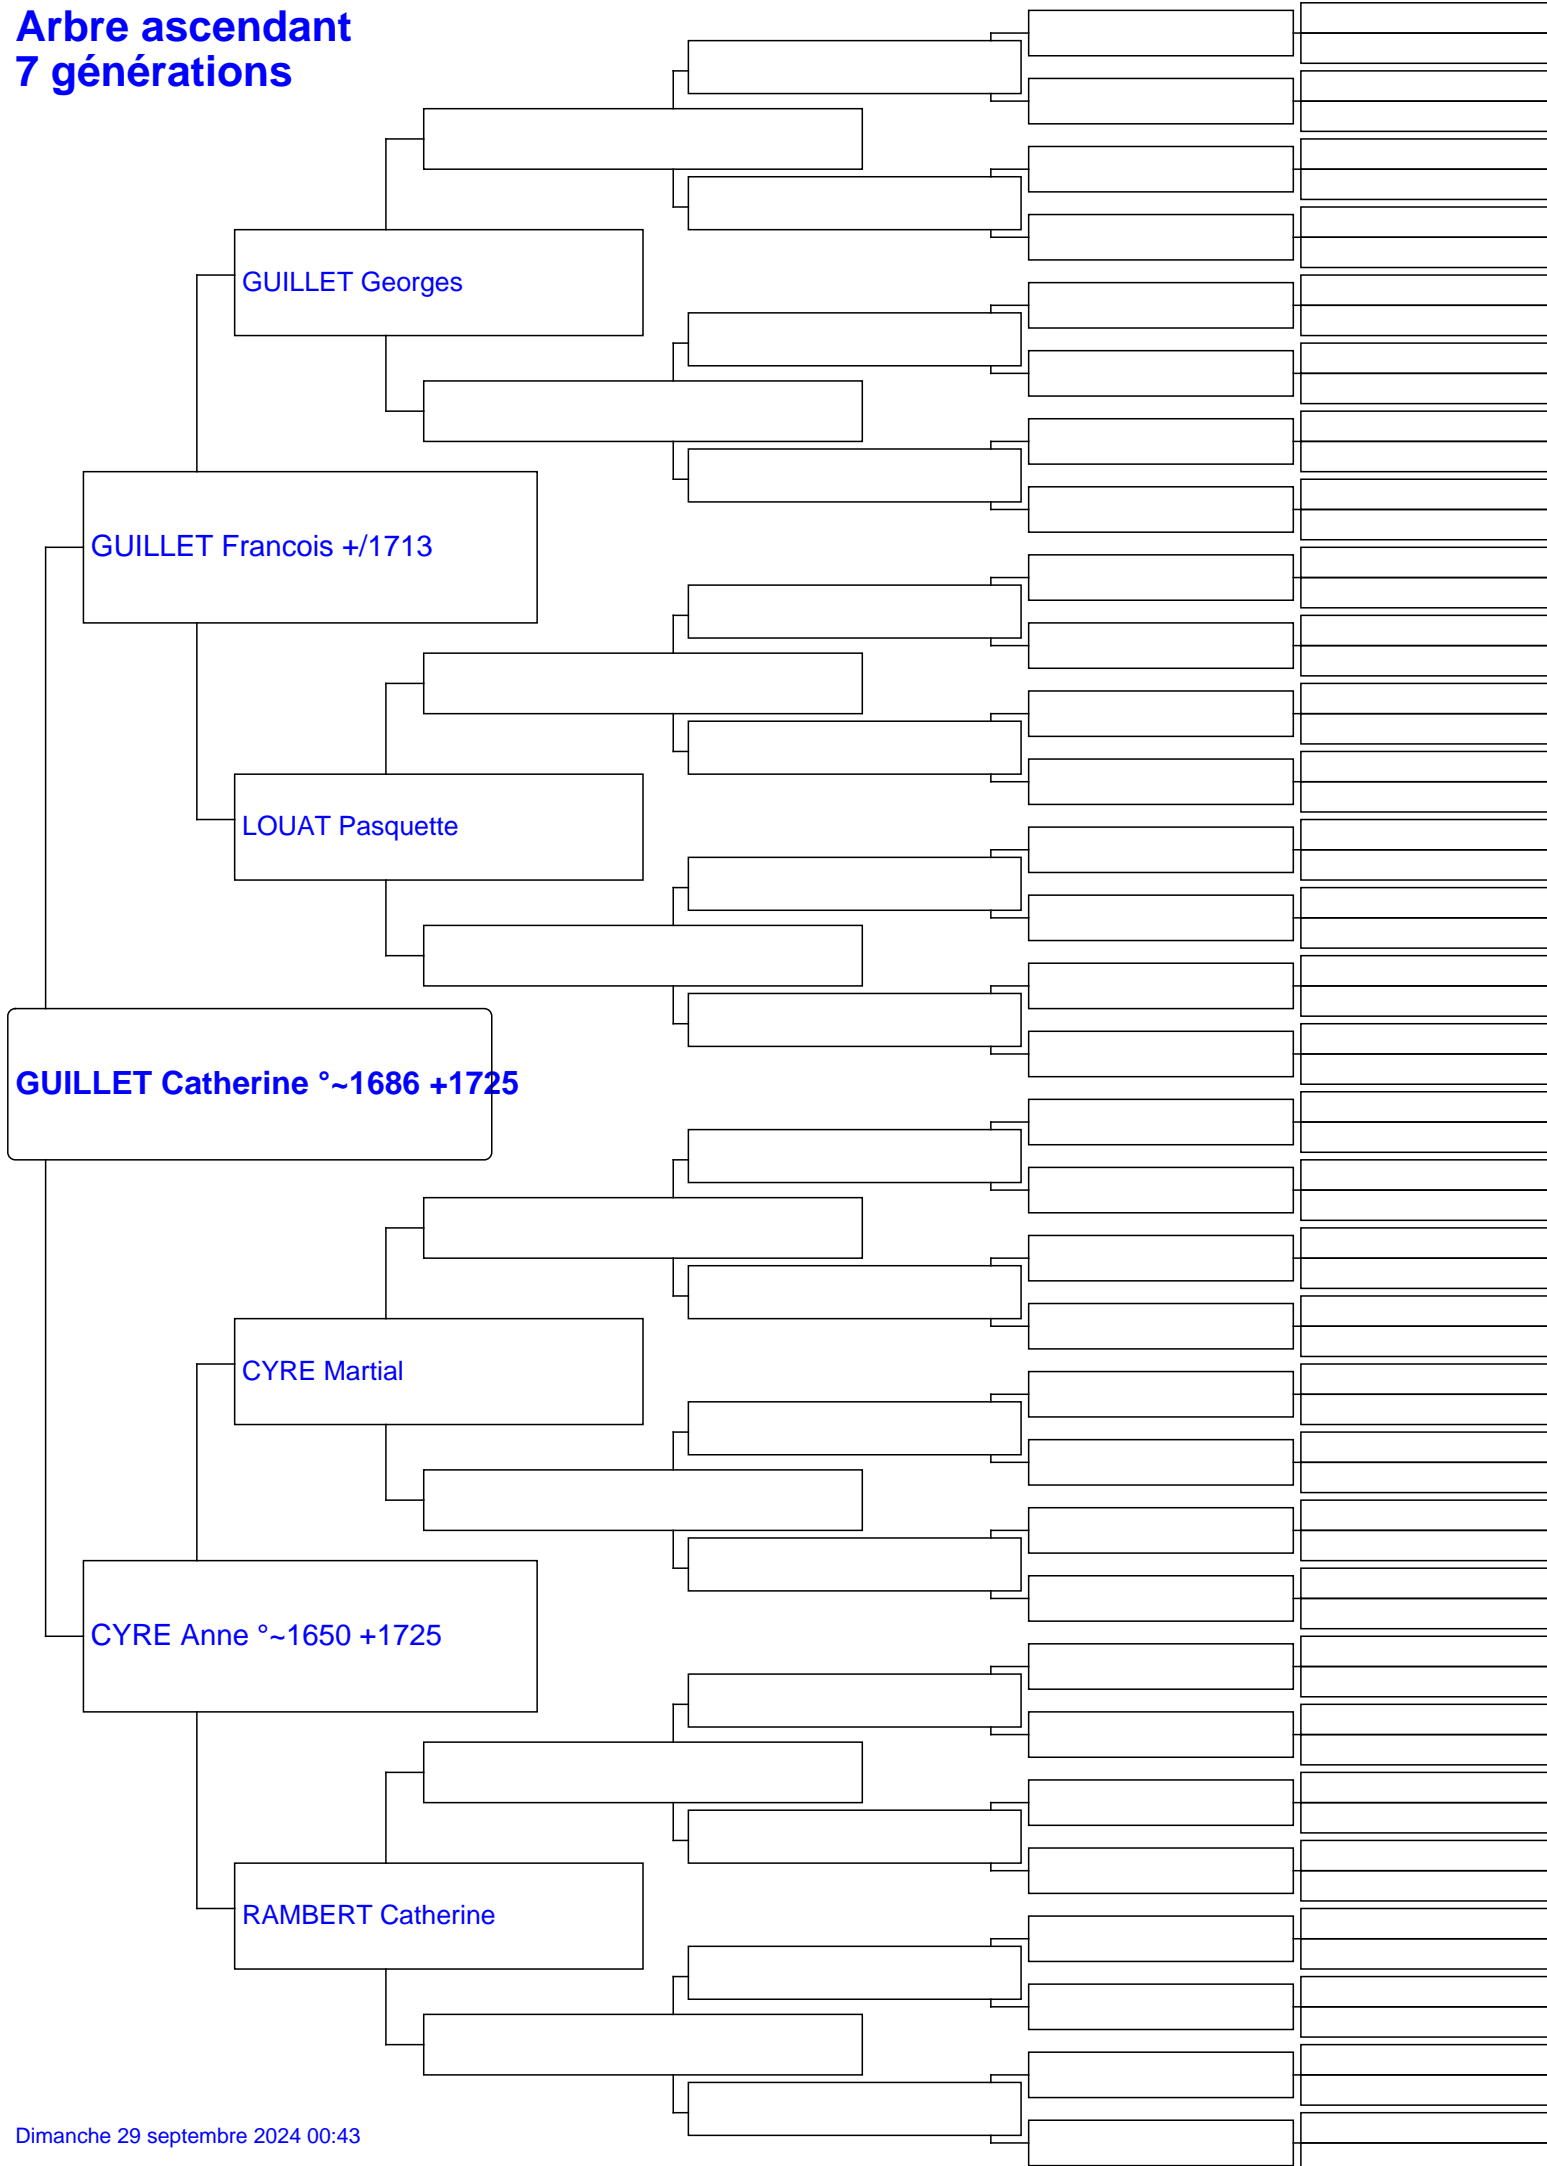 Arbre ascendant
7 générations
GUILLET Georges
GUILLET Francois +/1713
LOUAT Pasquette
GUILLET Catherine °~1686 +1725
CYRE Martial
CYRE Anne °~1650 +1725
RAMBERT Catherine
Dimanche 29 septembre 2024 00:43